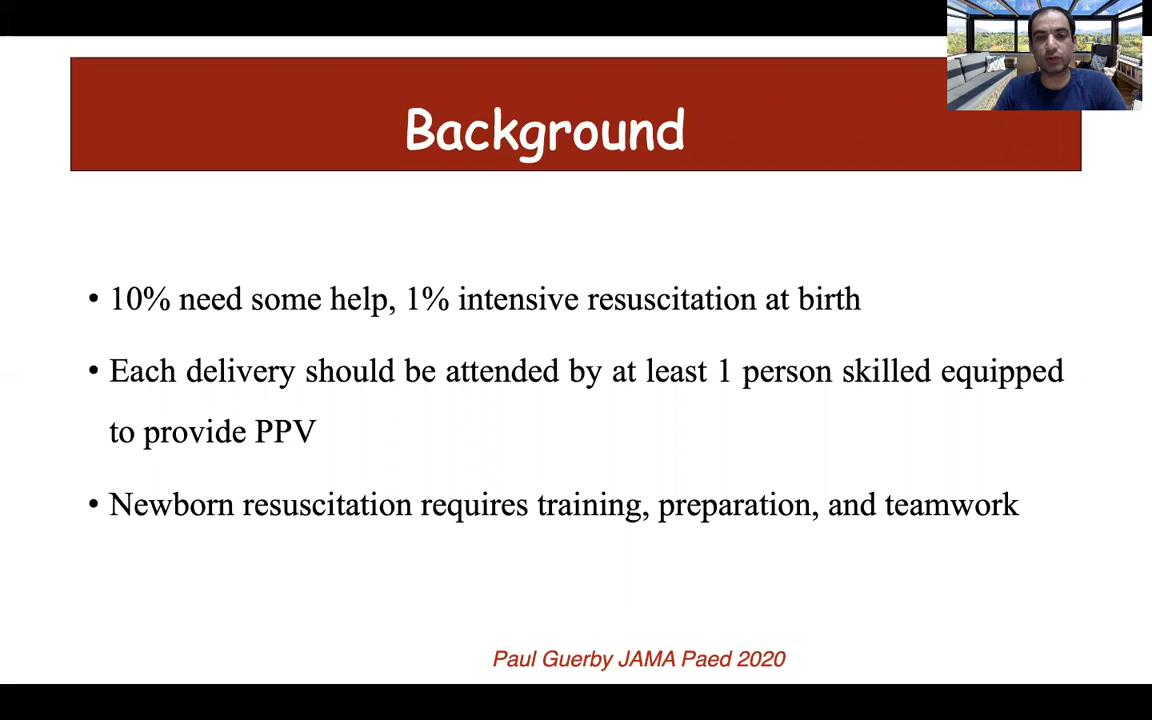 Background
• 10% need some help, 1% intensive resuscitation at birth
• Each delivery should be attended by at least 1 person skilled equipped
to provide PPV
• Newborn resuscitation requires training, preparation, and teamwork
Paul Guerby JAMA Paed 2020